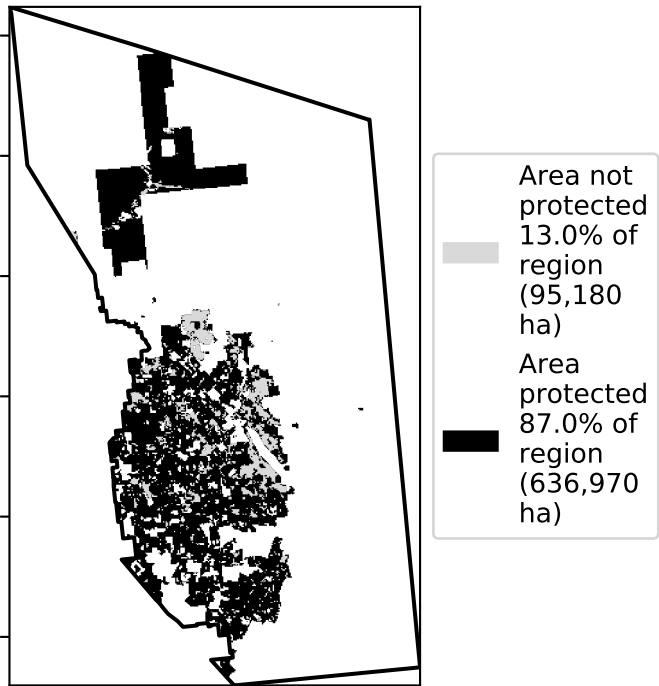 Area not
protected
13.0% of
region
(95,180
ha)
Area
protected
87.0% of
region
(636,970
ha)